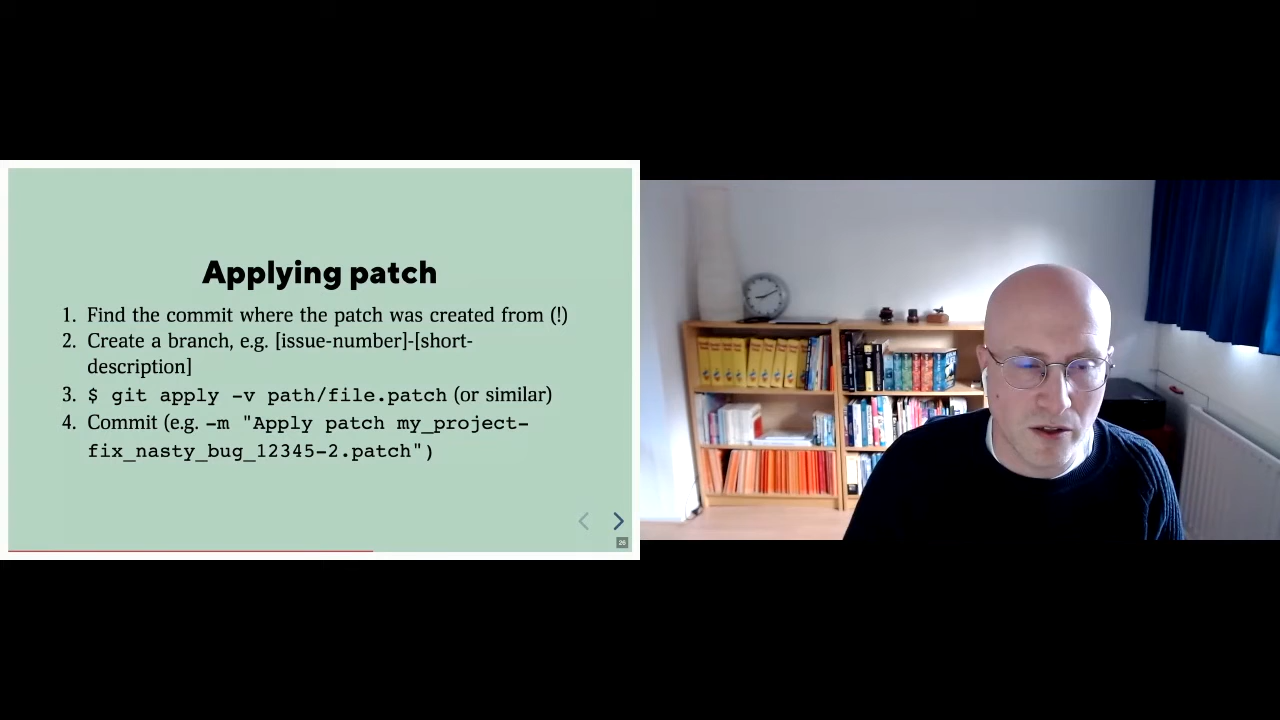 Applying patch
1. Find the commit where the patch was created from (!)
2. Create a branch, e.g. [issue-number]-[short-
description]
3. $ git apply -v path/file.patch (or similar)
4. Commit (e.g. -m "Apply patch my_project-
fix_nasty_bug_12345-2.patch")
26